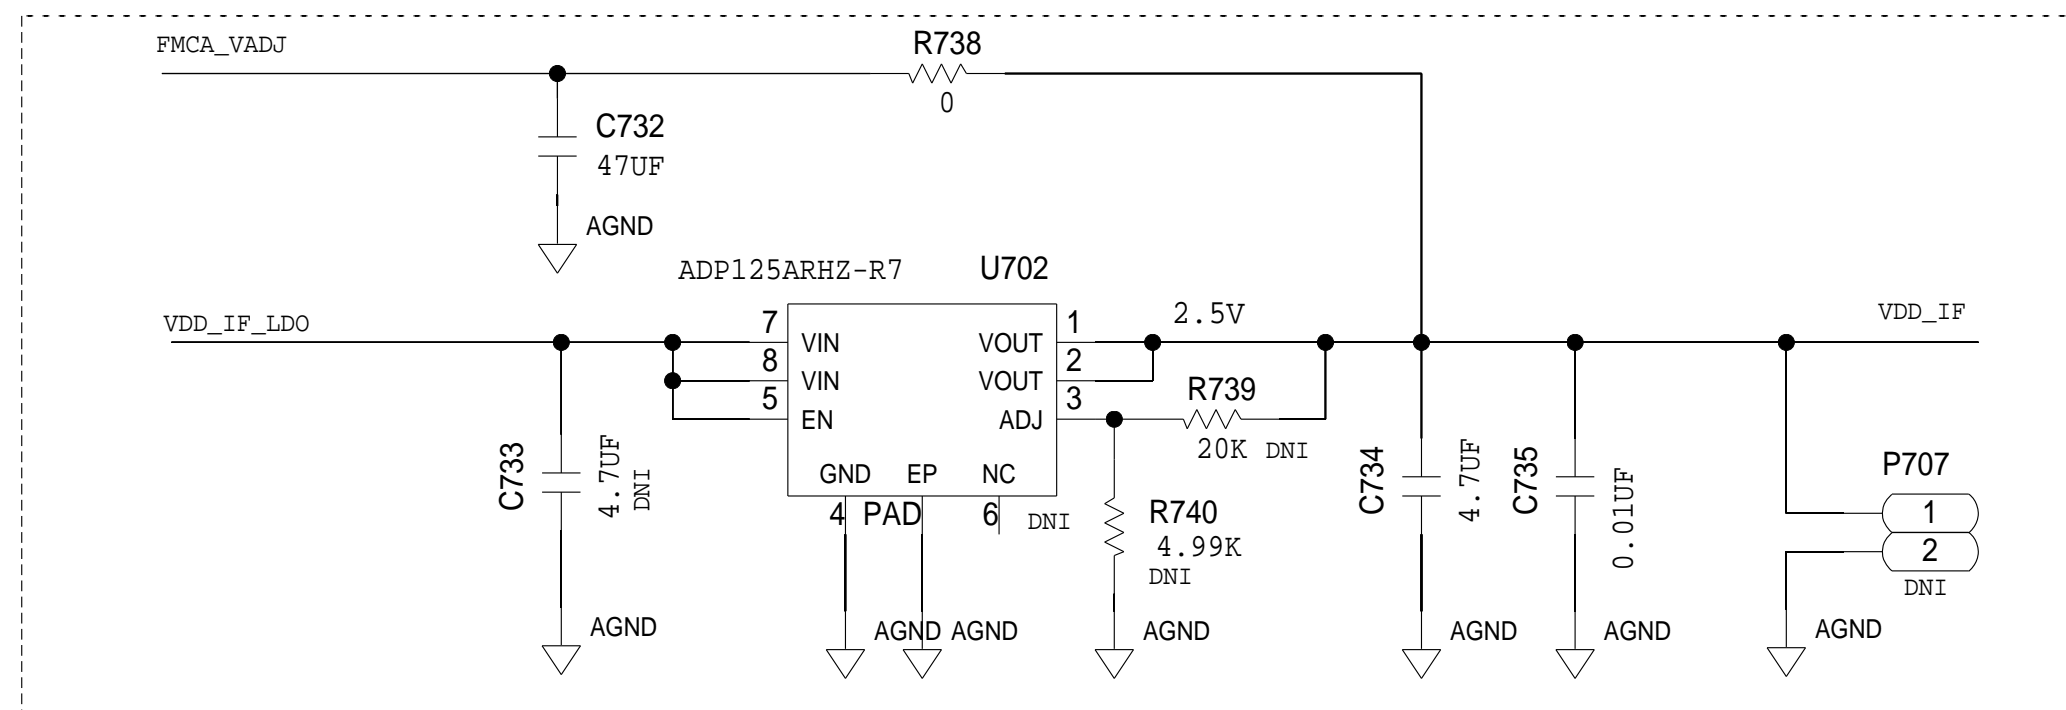 FMCA_VADJ
R738
0
C732
47UF
AGND
ADP125ARHZ-R7
U702
VDD_IF_LDO
7
VIN
8
VIN
5
EN
VOUT
1
VOUT
2
ADJ
3
GND
EP
NC
4
PAD
6
DNI
2.5V
VDD_IF
R739
20K DNI
R740
4.99K
DNI
C733
4.7UF
DNI
C734
4.7UF
C735
0.01UF
P707
1
2
DNI
AGND
AGND
AGND
AGND
AGND
AGND
AGND